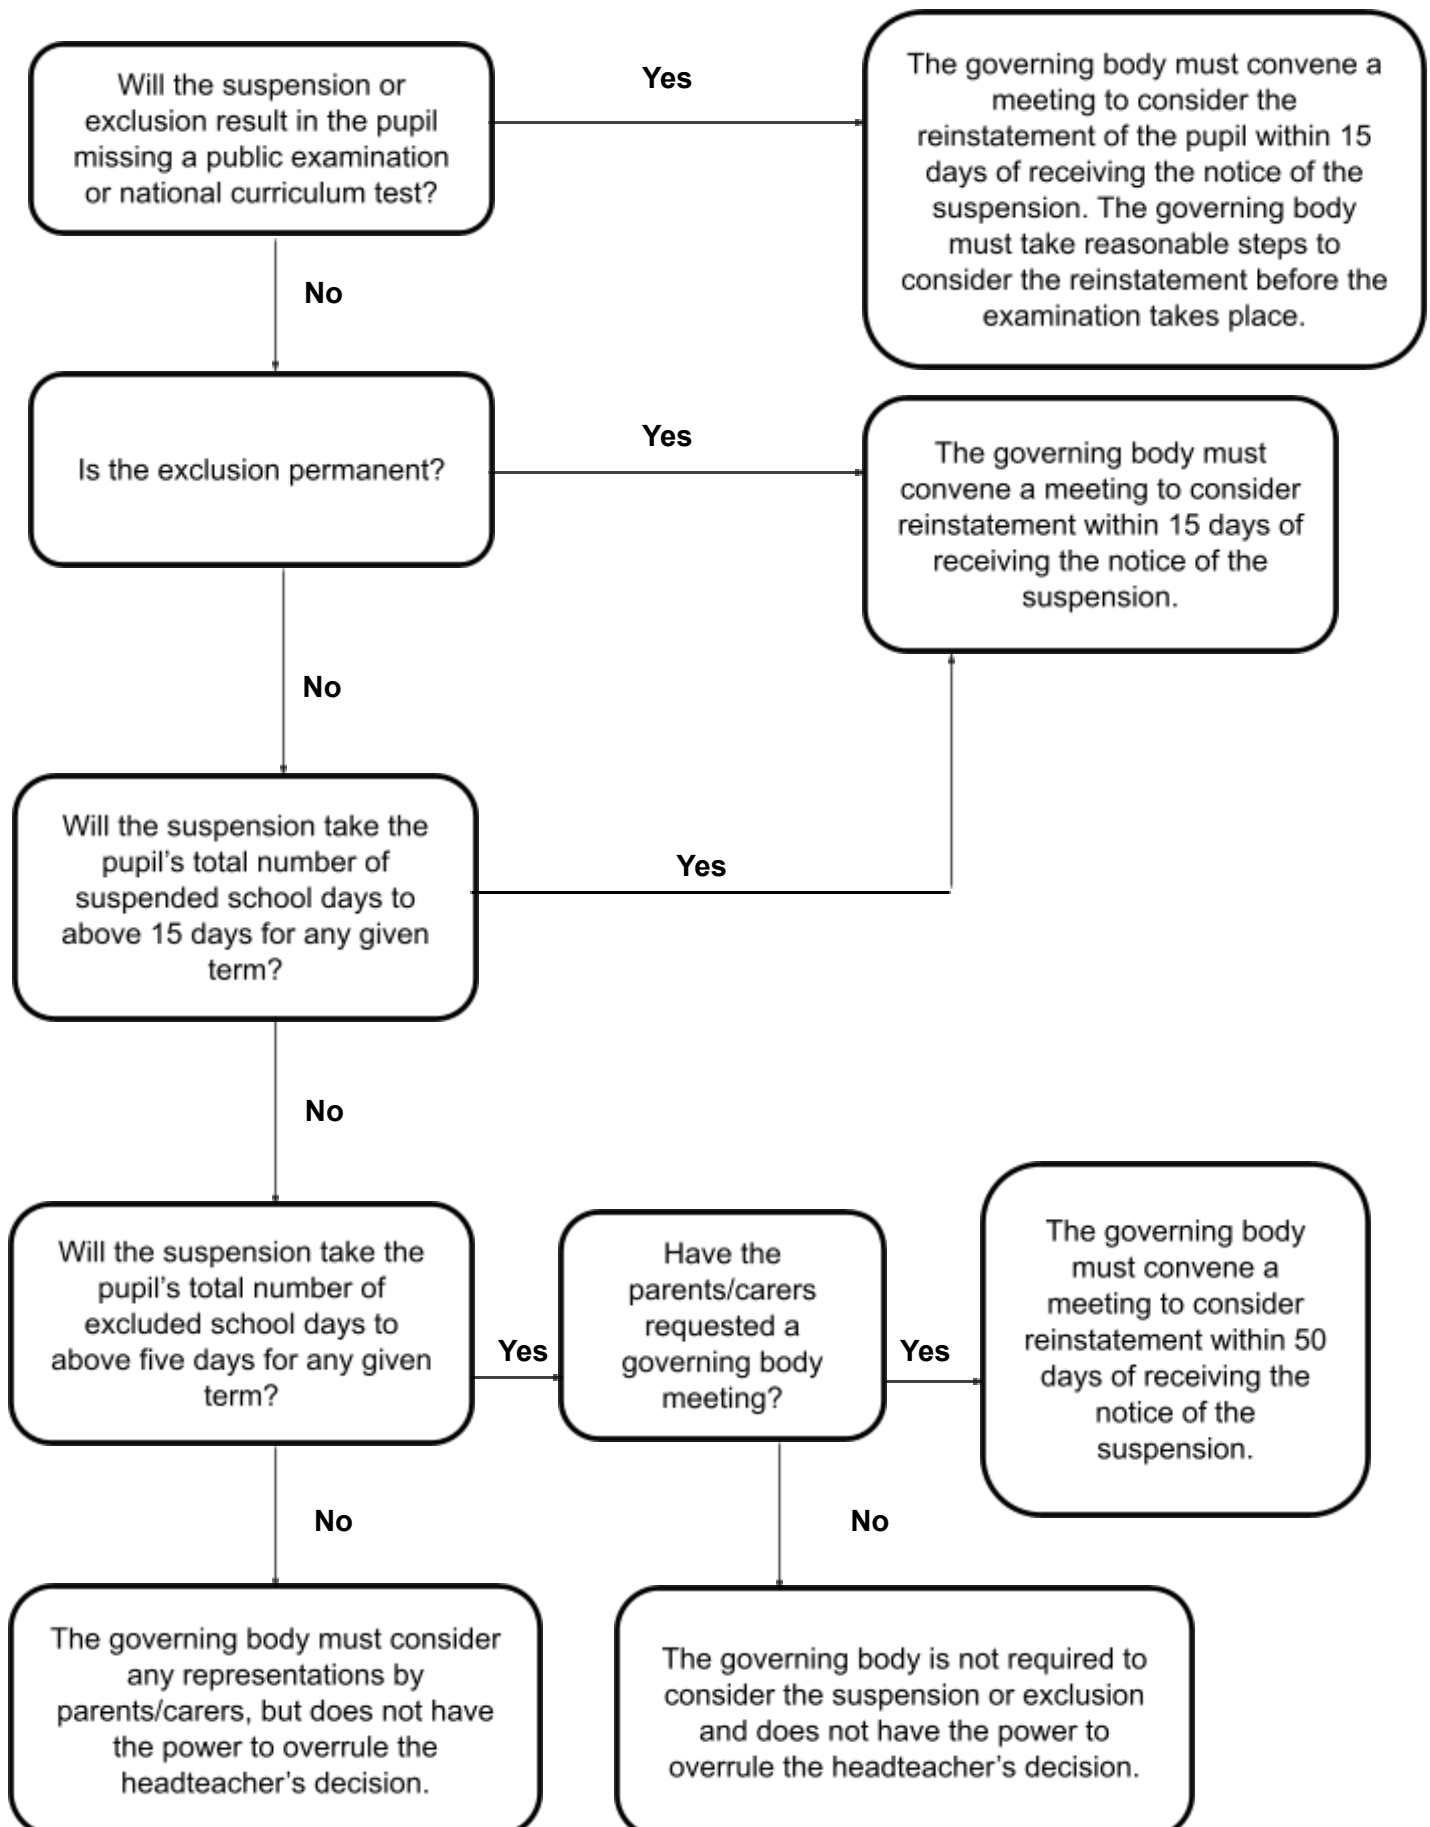 Will the suspension or
exclusion result in the pupil
missing a public examination
or national curriculum test?
Yes
The governing body must convene a
meeting to consider the
reinstatement of the pupil within 15
days of receiving the notice of the
suspension. The governing body
must take reasonable steps to
consider the reinstatement before the
examination takes place.
No
Is the exclusion permanent?
Yes
The governing body must
convene a meeting to consider
reinstatement within 15 days of
receiving the notice of the
suspension.
No
Will the suspension take the
pupil’s total number of
suspended school days to
above 15 days for any given
term?
Yes
No
Will the suspension take the
pupil’s total number of
excluded school days to
above five days for any given
term?
Yes
Have the
parents/carers
requested a
governing body
meeting?
Yes
The governing body
must convene a
meeting to consider
reinstatement within 50
days of receiving the
notice of the
suspension.
No
No
The governing body must consider
any representations by
parents/carers, but does not have
the power to overrule the
headteacher’s decision.
The governing body is not required to
consider the suspension or exclusion
and does not have the power to
overrule the headteacher’s decision.